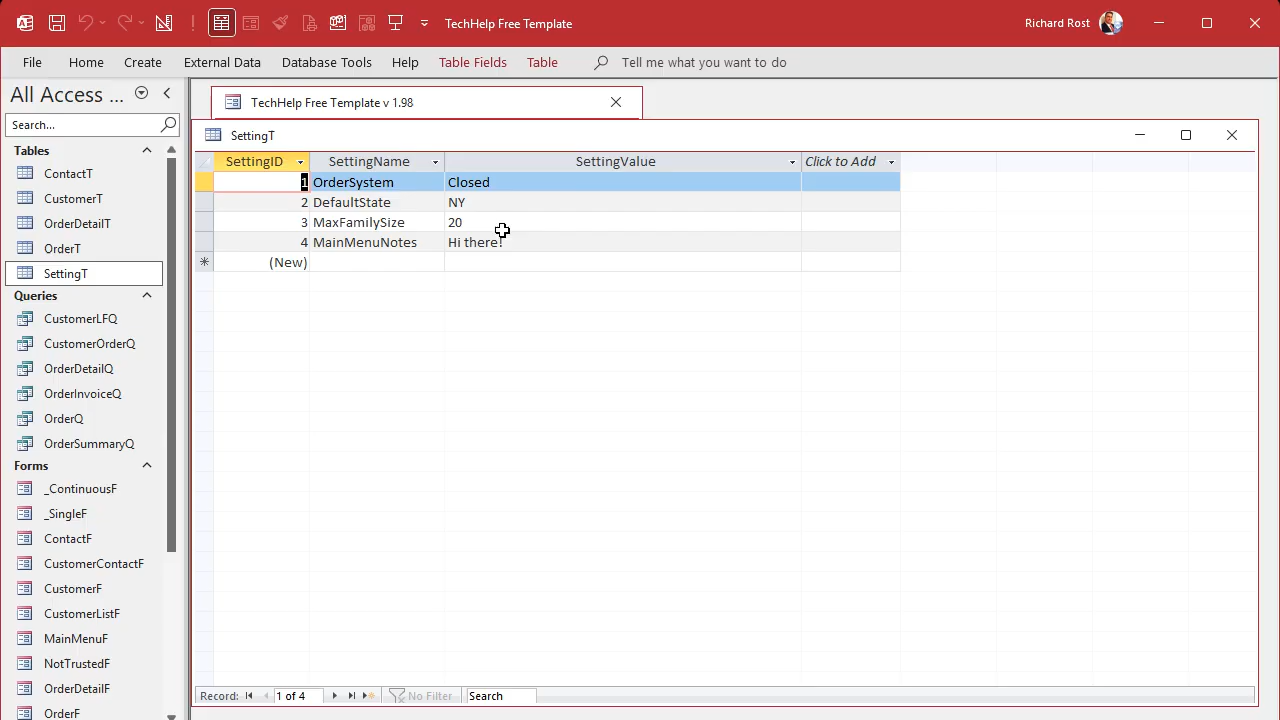 TechHelp Free Template
Richard Rost
File Home Create External Data Database Tools Help Table Fields Table Tell me what you want to do
All Access ...
Search...
Tables
ContactT
CustomerT
OrderDetailT
OrderT
SettingT
Queries
CustomerLFQ
CustomerOrderQ
OrderDetailQ
OrderInvoiceQ
OrderQ
OrderSummaryQ
Forms
_ContinuousF
_SingleF
ContactF
CustomerContactF
CustomerF
CustomerListF
MainMenuF
NotTrustedF
OrderDetailF
OrderF
TechHelp Free Template v 1.98
SettingT
SettingID SettingName SettingValue Click to Add
1 OrderSystem Closed
2 DefaultState NY
3 MaxFamilySize 20
4 MainMenuNotes Hi there!
(New)
Record: 1 of 4 No Filter Search